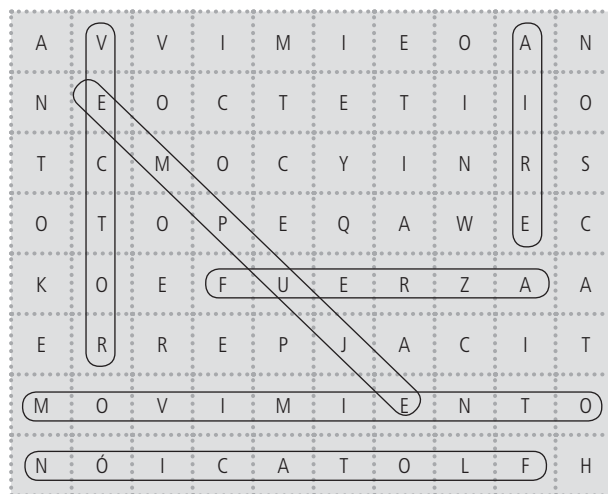 A V V I M I E O A N
N E O C T E T I I O
T C M O C Y I N R S
O T O P E Q A W E C
K O E F U E R Z A A
E R R E P J A C I T
M O V I M I E N T O
N Ó I C A T O L F H